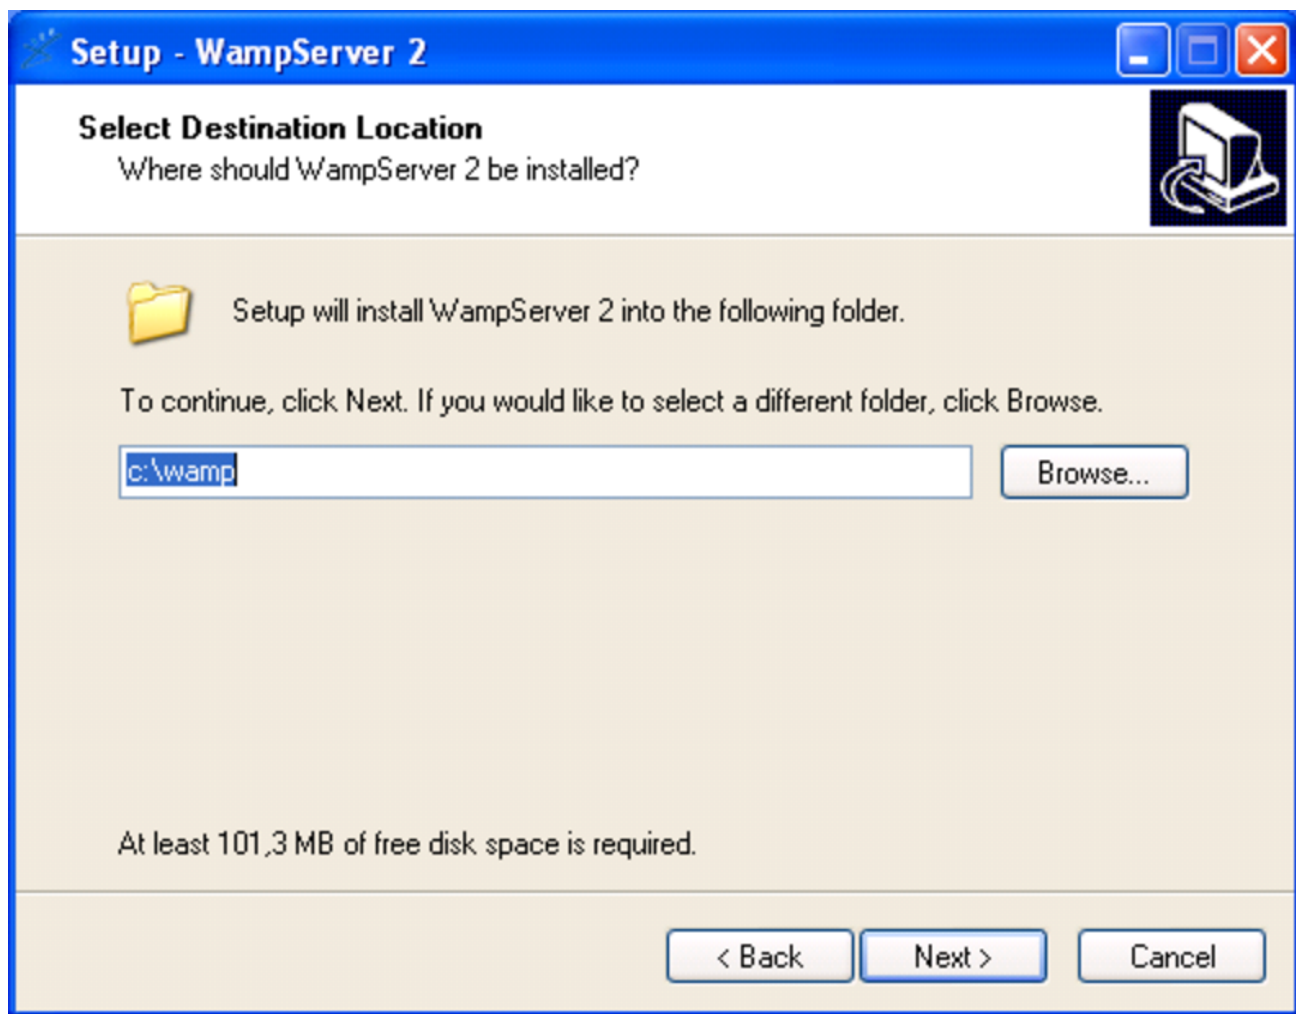 Setup - WampServer 2
Select Destination Location
Where should WampServer 2 be installed?
Setup will install WampServer 2 into the following folder.
To continue, click Next. If you would like to select a different folder, click Browse.
c:\wamp
Browse...
At least 101,3 MB of free disk space is required.
< Back
Next >
Cancel